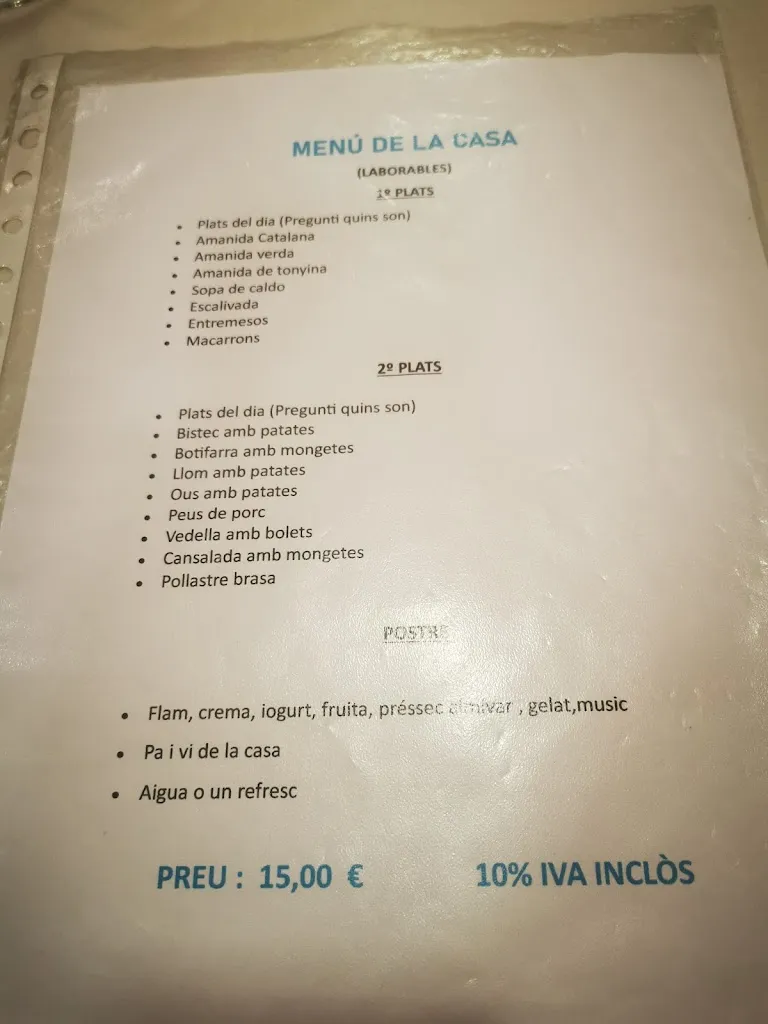 MENÚ DE LA CASA
(LABORABLES)
1º PLATS
• Plats del dia (Pregunti quins son)
• Amanida Catalana
• Amanida verda
• Amanida de tonyina
• Sopa de caldo
• Escalivada
• Entremesos
• Macarrons
2º PLATS
• Plats del dia (Pregunti quins son)
• Bistec amb patates
• Botifarra amb mongetes
• Llom amb patates
• Ous amb patates
• Peus de porc
• Vedella amb bolets
• Cansalada amb mongetes
• Pollastre brasa
POSTRE
• Flam, crema, iogurt, fruita, préssec almivar , gelat,music
• Pa i vi de la casa
• Aigua o un refresc
PREU : 15,00 € 10% IVA INCLÒS